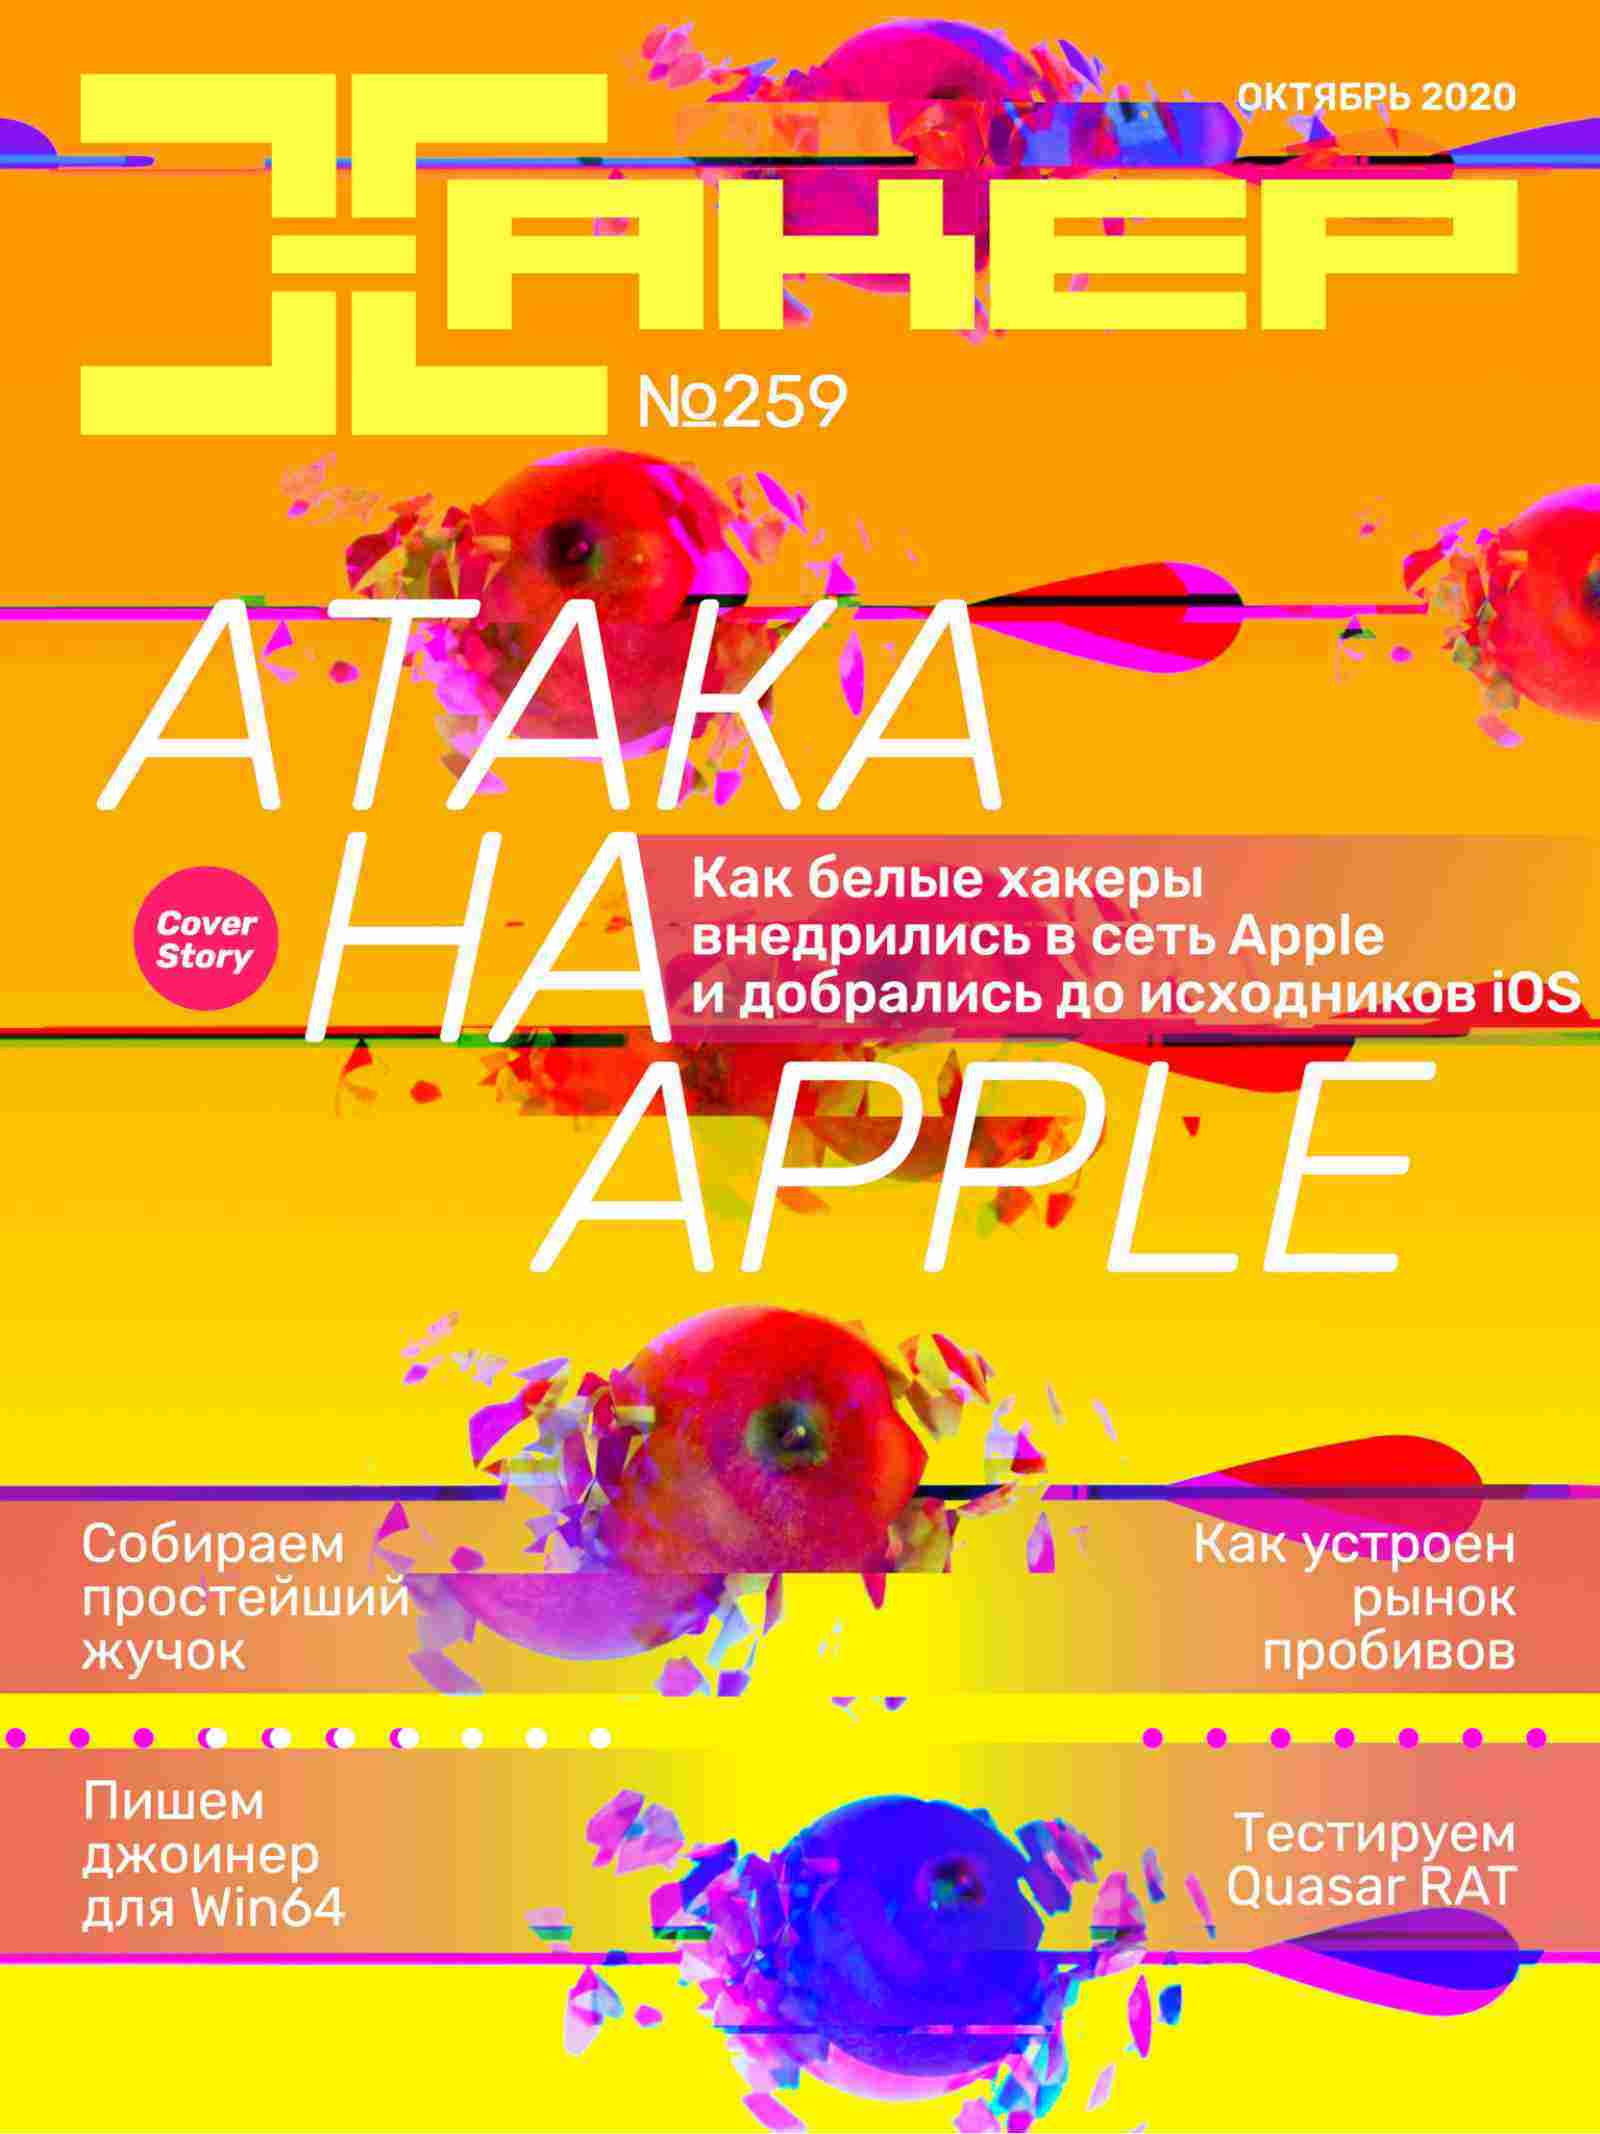 ОКТЯБРЬ 2020
ХАКЕР
№259
АТАКА
НА
Cover
Story
Как белые хакеры
внедрились в сеть Apple
и добрались до исходников iOS
APPLE
Собираем
простейший
жучок
Как устроен
рынок
пробивов
Пишем
джоинер
для Win64
Тестируем
Quasar RAT